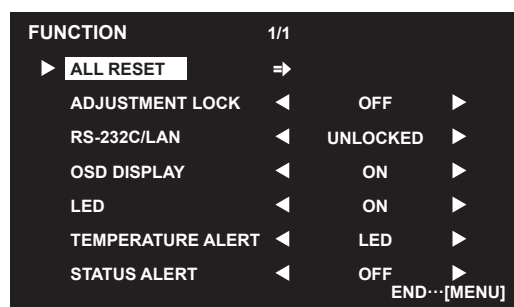 FUNCTION 1/1
ALL RESET
ADJUSTMENT LOCK OFF
RS-232C/LAN UNLOCKED
OSD DISPLAY ON
LED ON
TEMPERATURE ALERT LED
STATUS ALERT OFF
END···[MENU]